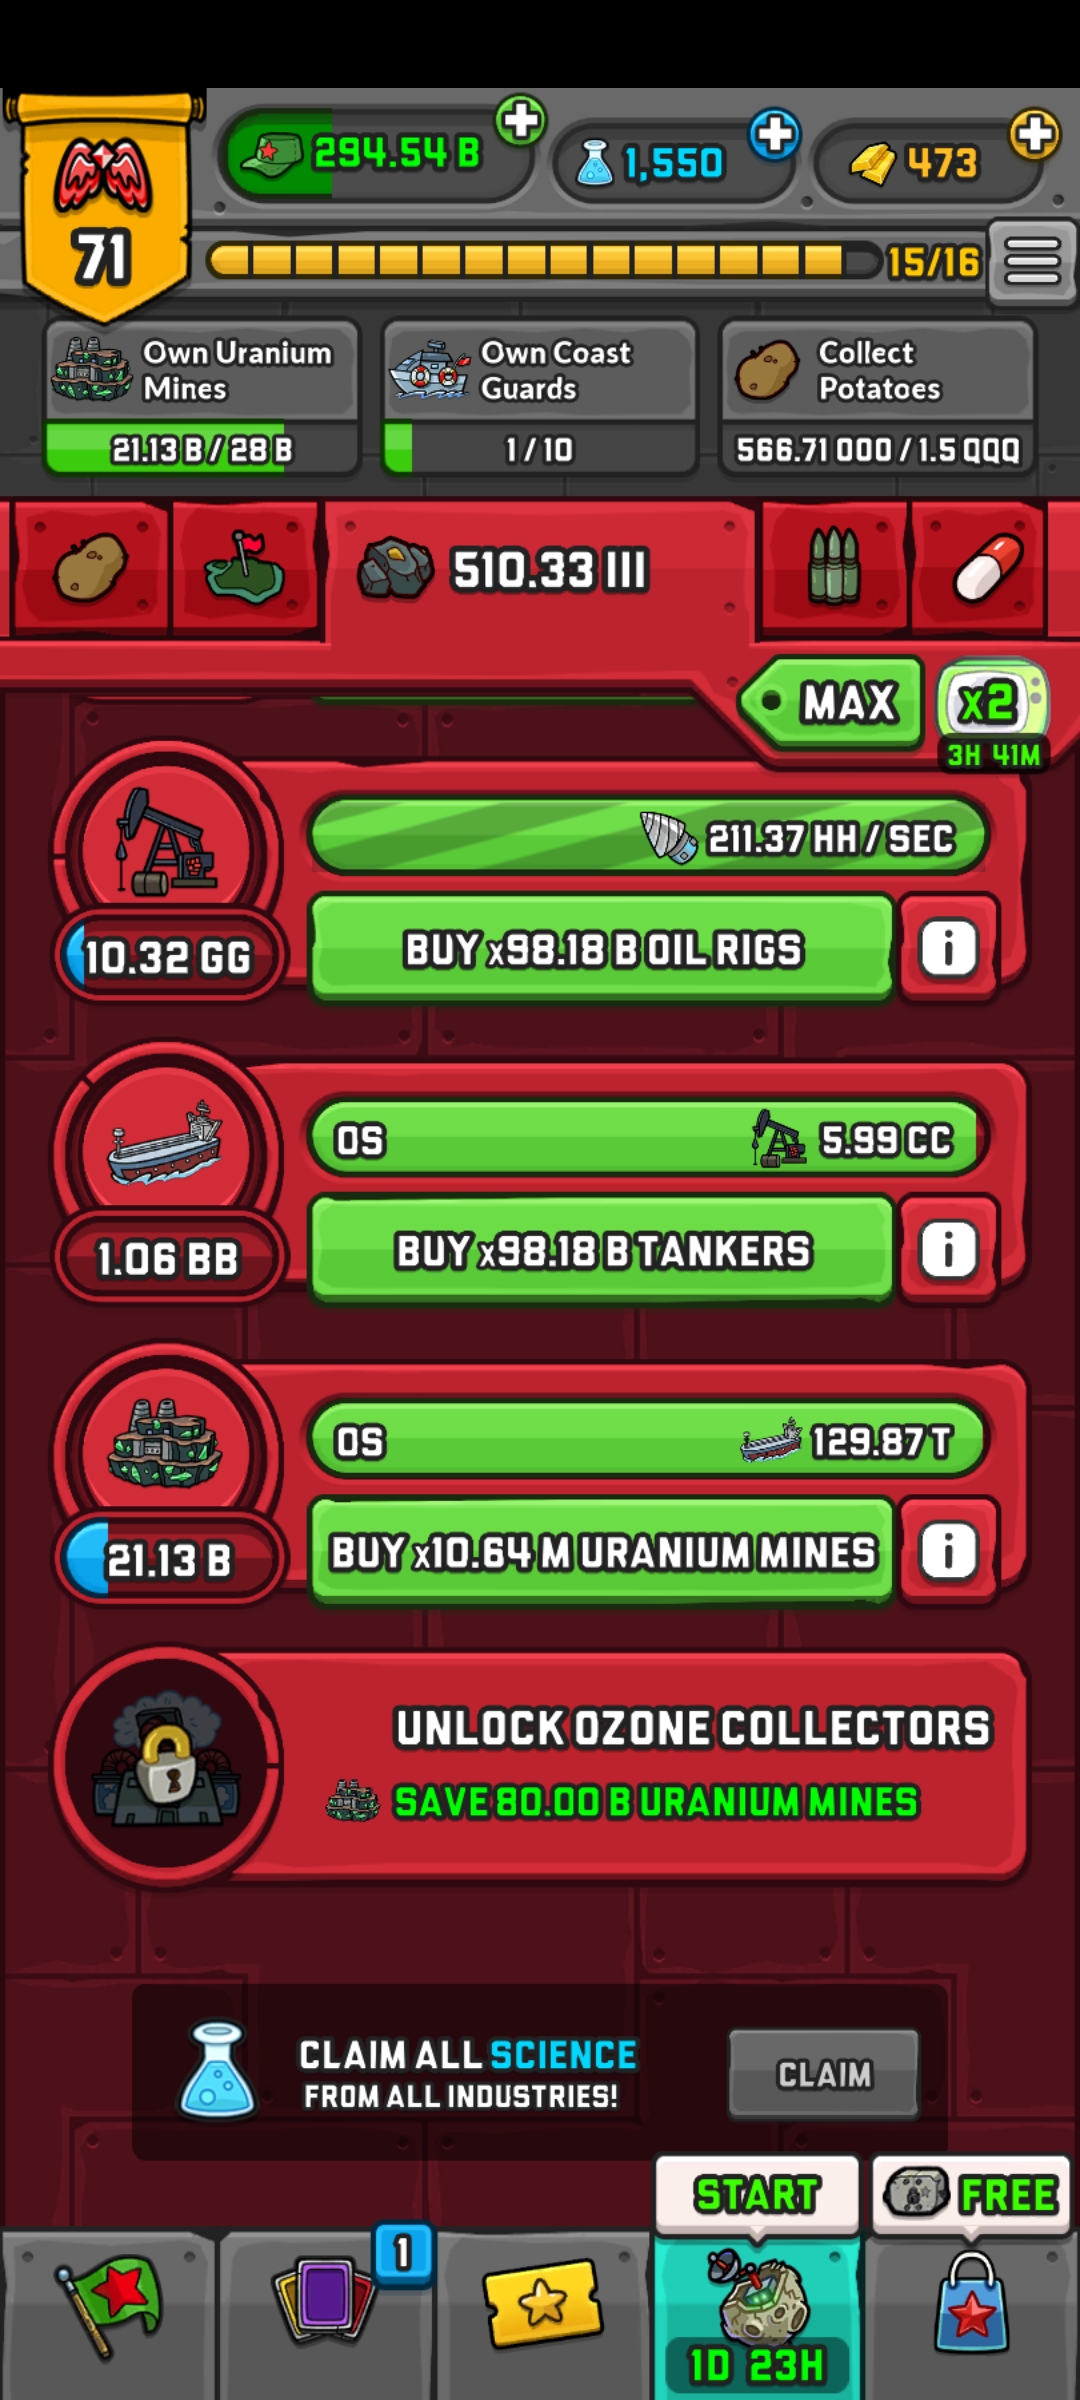 294.54 B
1,550
473
71
15/16
Own Uranium
Mines
21.13 B / 28 B
Own Coast
Guards
1 / 10
Collect
Potatoes
566.71 OOO / 1.5 QQQ
510.33 III
MAX
x2
3H 41M
211.37 HH / SEC
10.32 GG
BUY x98.18 B OIL RIGS
i
0S
5.99 CC
1.06 BB
BUY x98.18 B TANKERS
i
0S
129.87 T
21.13 B
BUY x10.64 M URANIUM MINES
i
UNLOCK OZONE COLLECTORS
SAVE 80.00 B URANIUM MINES
CLAIM ALL SCIENCE
FROM ALL INDUSTRIES!
CLAIM
START
FREE
1
1D 23H